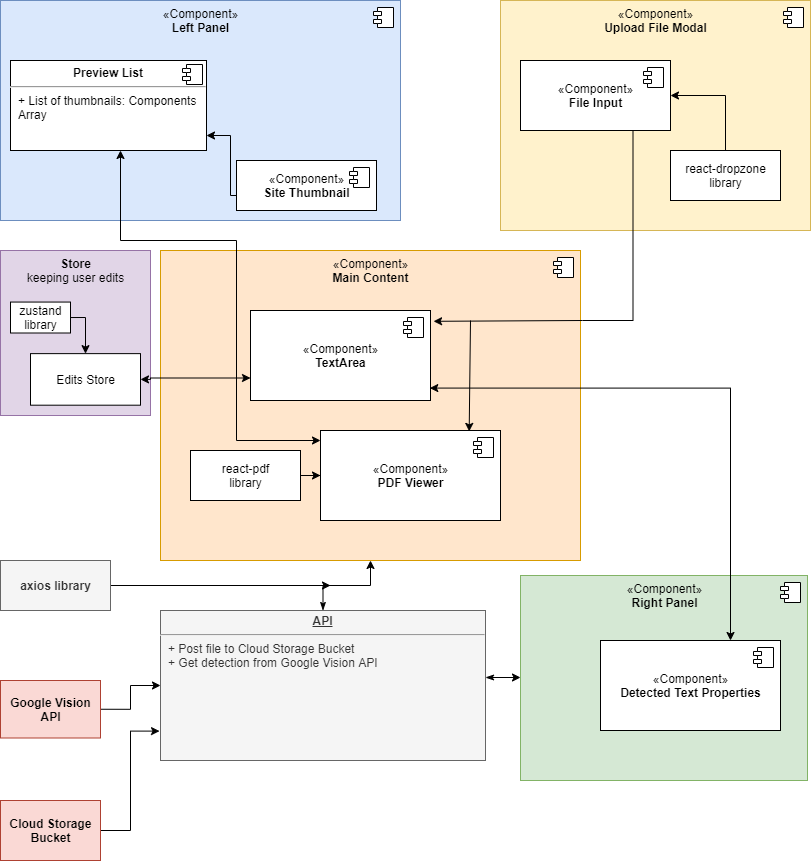 «Component»
Left Panel
Preview List
+ List of thumbnails: Components
Array
«Component»
Site Thumbnail
«Component»
Upload File Modal
«Component»
File Input
react-dropzone
library
Store
keeping user edits
zustand
library
Edits Store
«Component»
Main Content
«Component»
TextArea
react-pdf
library
«Component»
PDF Viewer
axios library
API
+ Post file to Cloud Storage Bucket
+ Get detection from Google Vision API
Google Vision
API
Cloud Storage
Bucket
«Component»
Right Panel
«Component»
Detected Text Properties